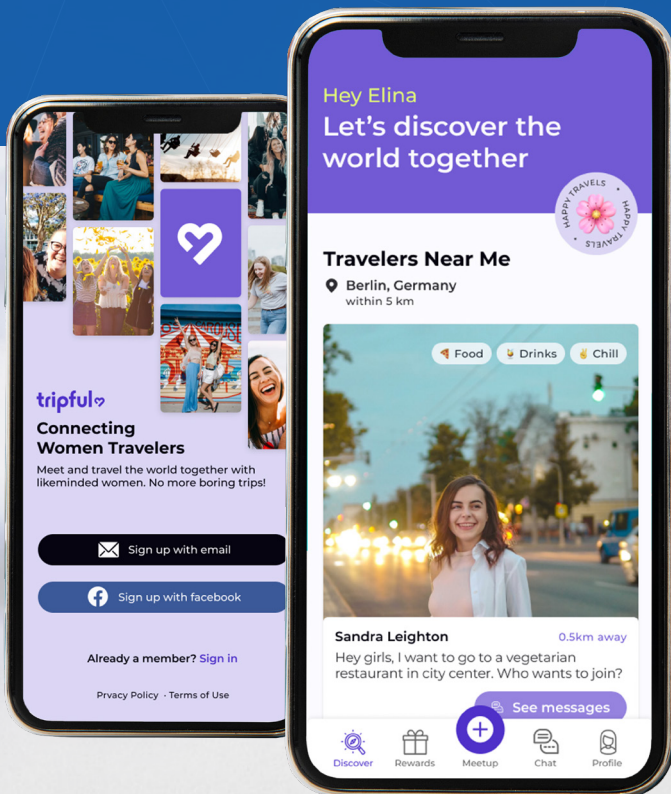 tripful
Connecting
Women Travelers
Meet and travel the world together with
likeminded women. No more boring trips!
Sign up with email
Sign up with facebook
Already a member? Sign in
Prvacy Policy · Terms of Use
Hey Elina
Let's discover the
world together
HAPPY TRAVELS • HAPPY TRAVELS •
Travelers Near Me
Berlin, Germany
within 5 km
Food
Drinks
Chill
Sandra Leighton
0.5km away
Hey girls, I want to go to a vegetarian
restaurant in city center. Who wants to join?
See messages
Discover
Rewards
Meetup
Chat
Profile